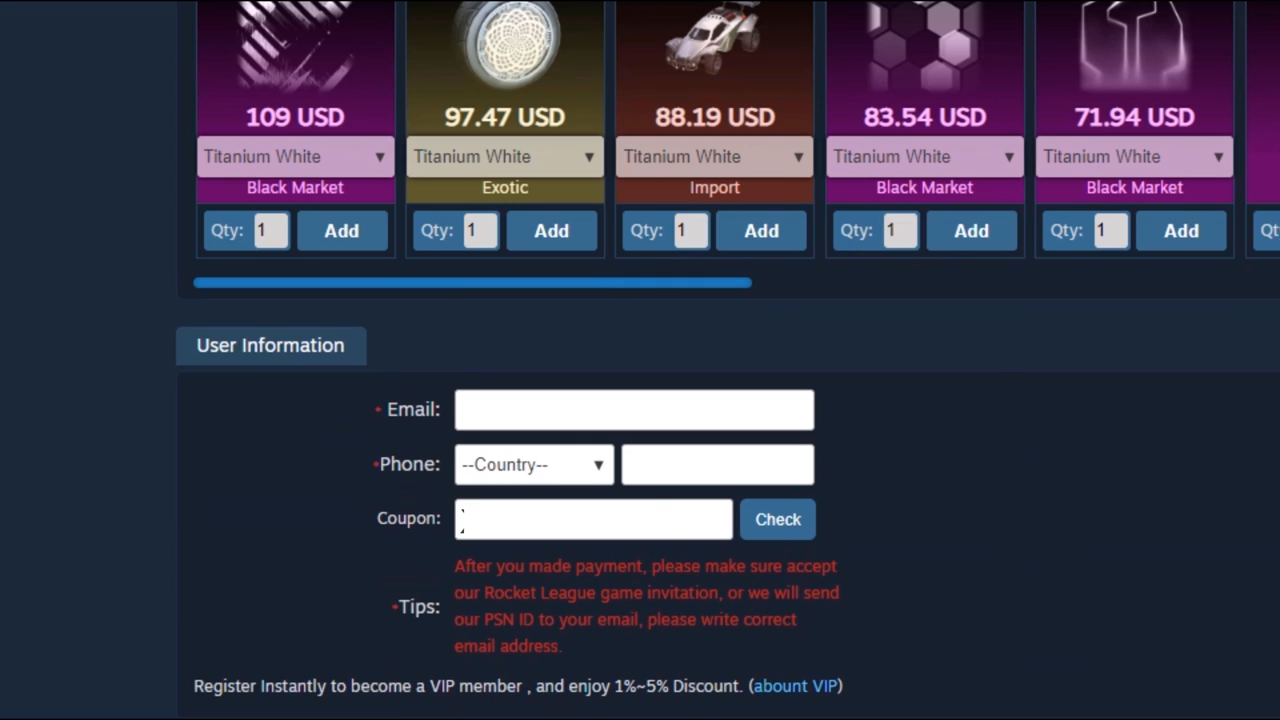 109 USD 97.47 USD 88.19 USD 83.54 USD 71.94 USD
Titanium White Titanium White Titanium White Titanium White Titanium White
Black Market Exotic Import Black Market Black Market
Qty: 1 Add Qty: 1 Add Qty: 1 Add Qty: 1 Add Qty: 1 Add
User Information
* Email:
*Phone: --Country--
Coupon: Check
*Tips: After you made payment, please make sure accept
our Rocket League game invitation, or we will send
our PSN ID to your email, please write correct
email address.
Register Instantly to become a VIP member , and enjoy 1%~5% Discount. (abount VIP)